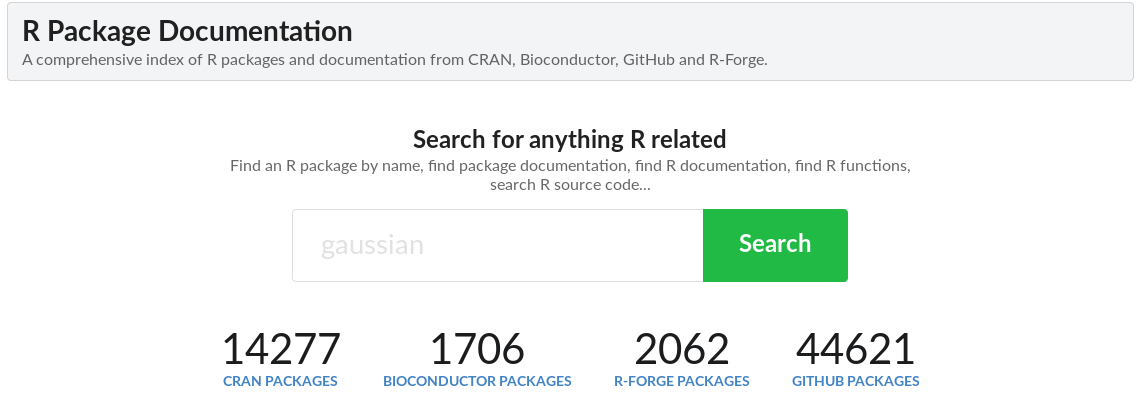 R Package Documentation
A comprehensive index of R packages and documentation from CRAN, Bioconductor, GitHub and R-Forge.
Search for anything R related
Find an R package by name, find package documentation, find R documentation, find R functions,
search R source code...
gaussian
Search
14277
CRAN PACKAGES
1706
BIOCONDUCTOR PACKAGES
2062
R-FORGE PACKAGES
44621
GITHUB PACKAGES